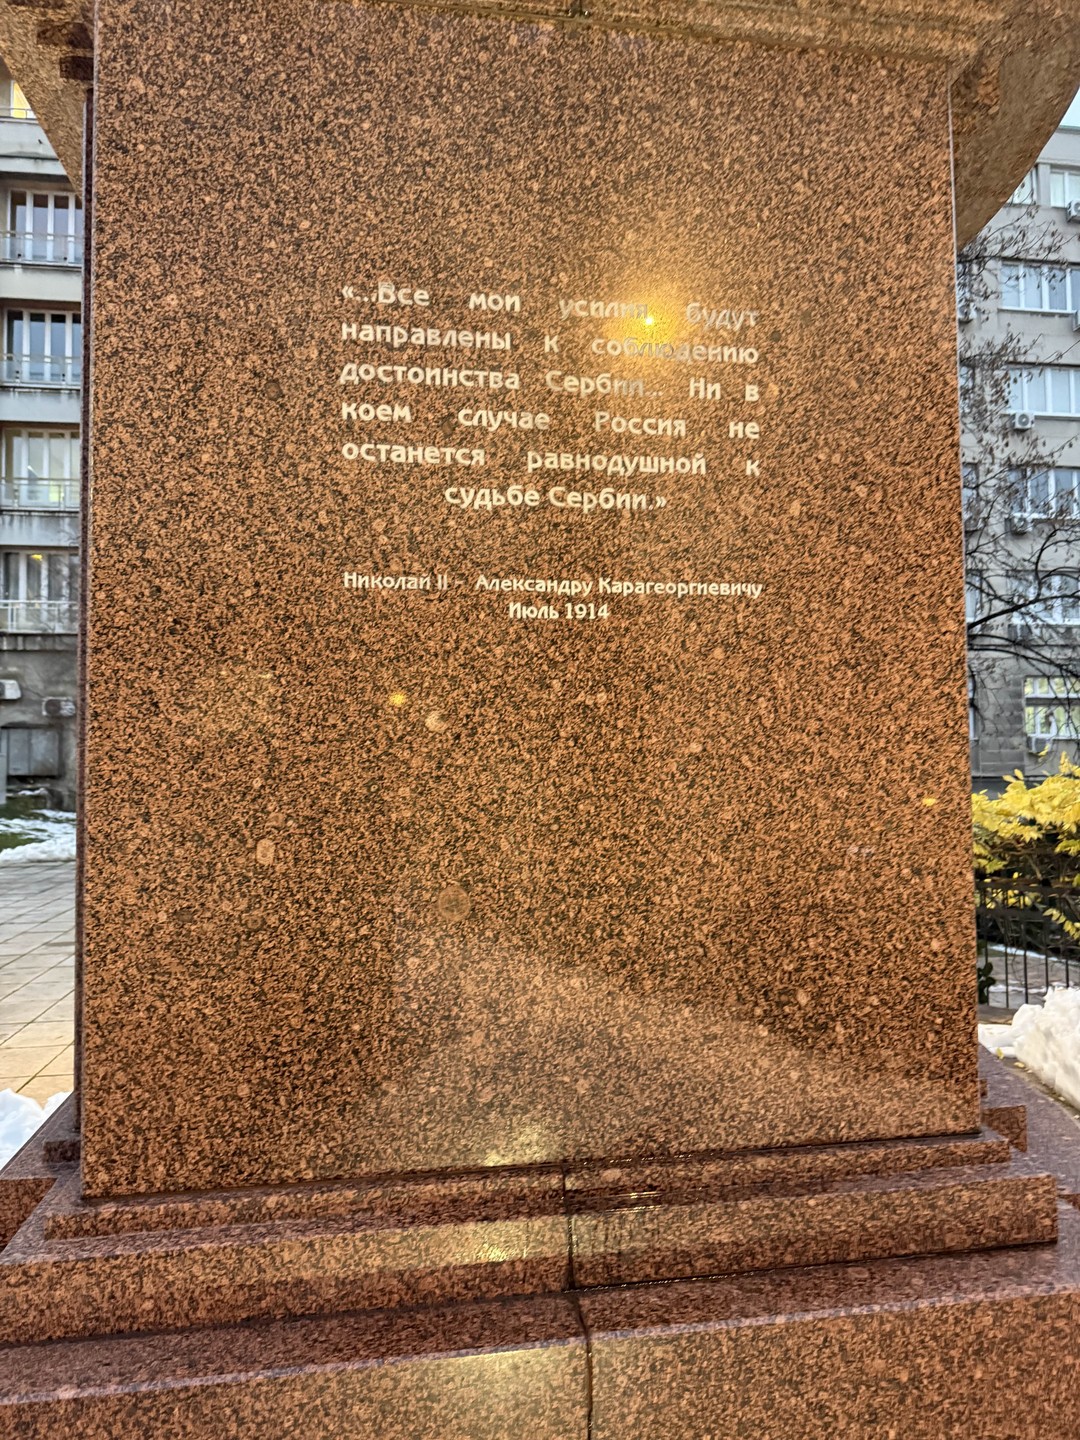 «...Все мои усилия будут
направлены к соблюдению
достоинства Сербии... Ни в
коем случае Россия не
останется равнодушной к
судьбе Сербии.»
Николай II - Александру Карагеоргиевичу
Июль 1914